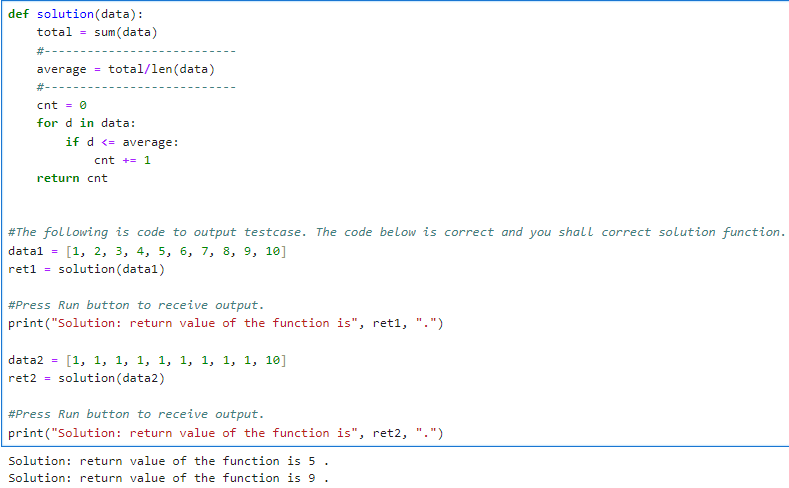 def solution(data):
    total = sum(data)
    #---------------------------
    average = total/len(data)
    #---------------------------
    cnt = 0
    for d in data:
        if d <= average:
            cnt += 1
    return cnt
#The following is code to output testcase. The code below is correct and you shall correct solution function.
data1 = [1, 2, 3, 4, 5, 6, 7, 8, 9, 10]
ret1 = solution(data1)
#Press Run button to receive output.
print("Solution: return value of the function is", ret1, ".")
data2 = [1, 1, 1, 1, 1, 1, 1, 1, 1, 10]
ret2 = solution(data2)
#Press Run button to receive output.
print("Solution: return value of the function is", ret2, ".")
Solution: return value of the function is 5 .
Solution: return value of the function is 9 .